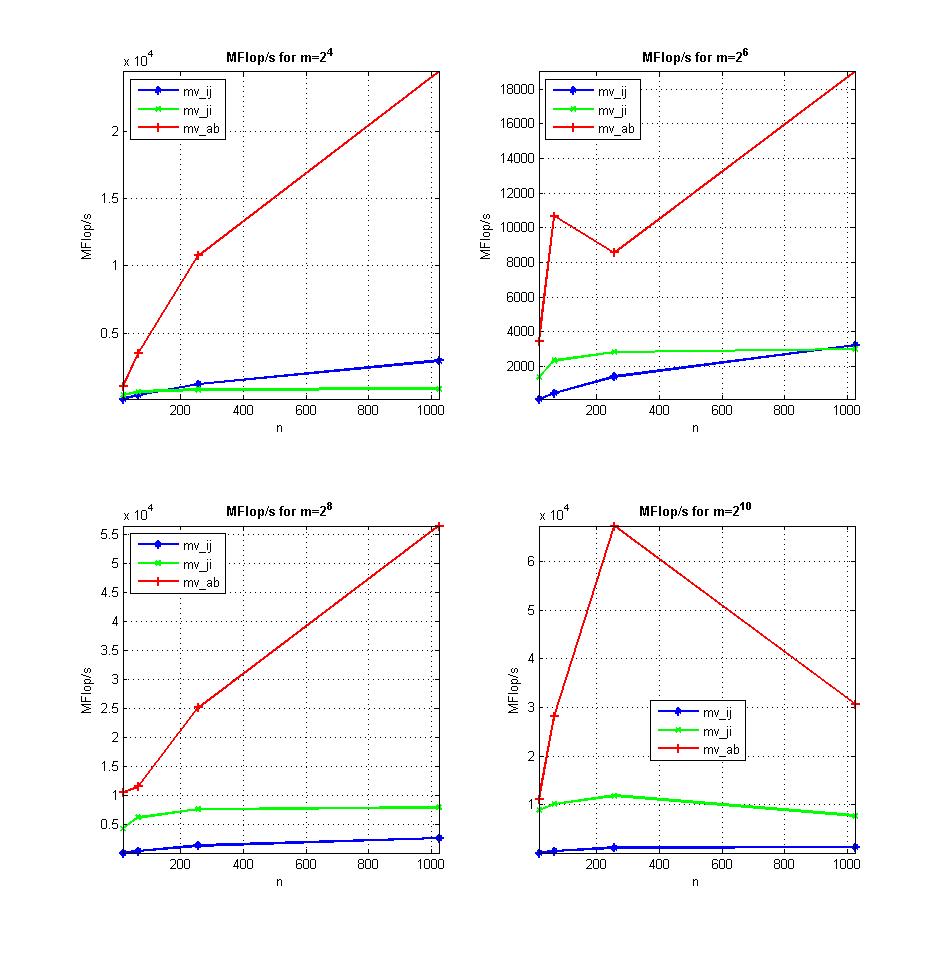 MFlop/s for m=2^4
x 10^4
mv_ij
mv_ji
mv_ab
2
1.5
1
0.5
MFlop/s
200 400 600 800 1000
n
MFlop/s for m=2^6
mv_ij
mv_ji
mv_ab
18000
16000
14000
12000
10000
8000
6000
4000
2000
MFlop/s
200 400 600 800 1000
n
MFlop/s for m=2^8
x 10^4
mv_ij
mv_ji
mv_ab
5.5
5
4.5
4
3.5
3
2.5
2
1.5
1
0.5
MFlop/s
200 400 600 800 1000
n
MFlop/s for m=2^10
x 10^4
6
5
4
3
2
1
mv_ij
mv_ji
mv_ab
MFlop/s
200 400 600 800 1000
n